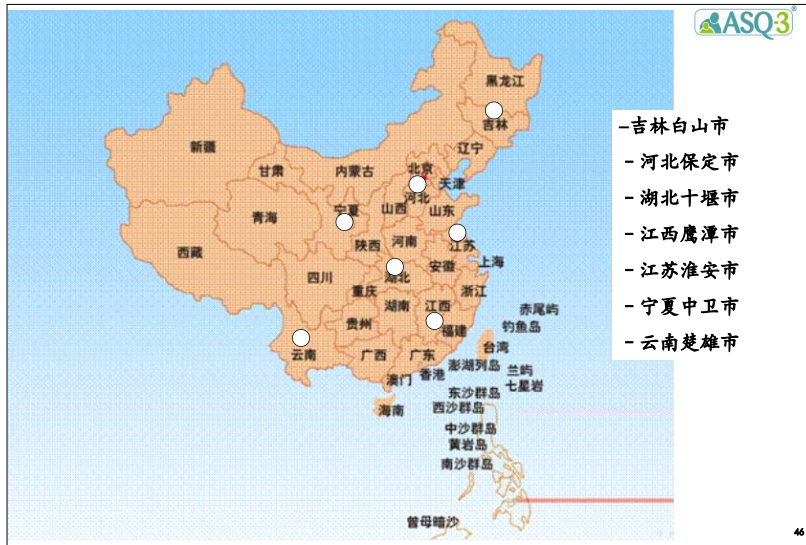 ASQ-3®
黑龙江
吉林
辽宁
新疆
甘肃
内蒙古
北京
天津
河北
宁夏
山西
山东
青海
陕西
河南
江苏
西藏
四川
湖北
安徽
上海
重庆
浙江
湖南
江西
贵州
福建
赤尾屿
钓鱼岛
云南
广西
广东
台湾
澎湖列岛
兰屿
香港
澳门
七星岩
东沙群岛
海南
西沙群岛
中沙群岛
黄岩岛
南沙群岛
曾母暗沙
–吉林白山市
- 河北保定市
- 湖北十堰市
- 江西鹰潭市
- 江苏淮安市
- 宁夏中卫市
- 云南楚雄市
46